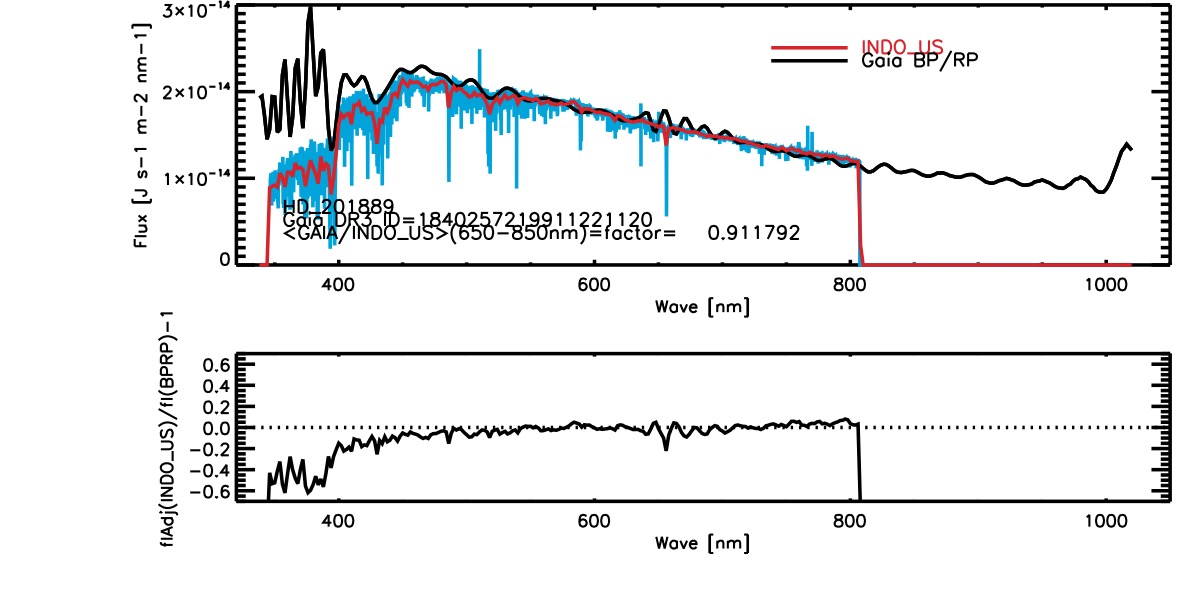 3×10−14
2×10−14
1×10−14
0
Flux [J s−1 m−2 nm−1]
INDO_US
Gaia BP/RP
HD_201889
Gaia DR3 ID=1840257219911221120
<GAIA/INDO_US>(650−850nm)=factor= 0.911792
400 600 800 1000
Wave [nm]
flAdj(INDO_US)/fl(BPRP)−1
0.6
0.4
0.2
0.0
−0.2
−0.4
−0.6
400 600 800 1000
Wave [nm]